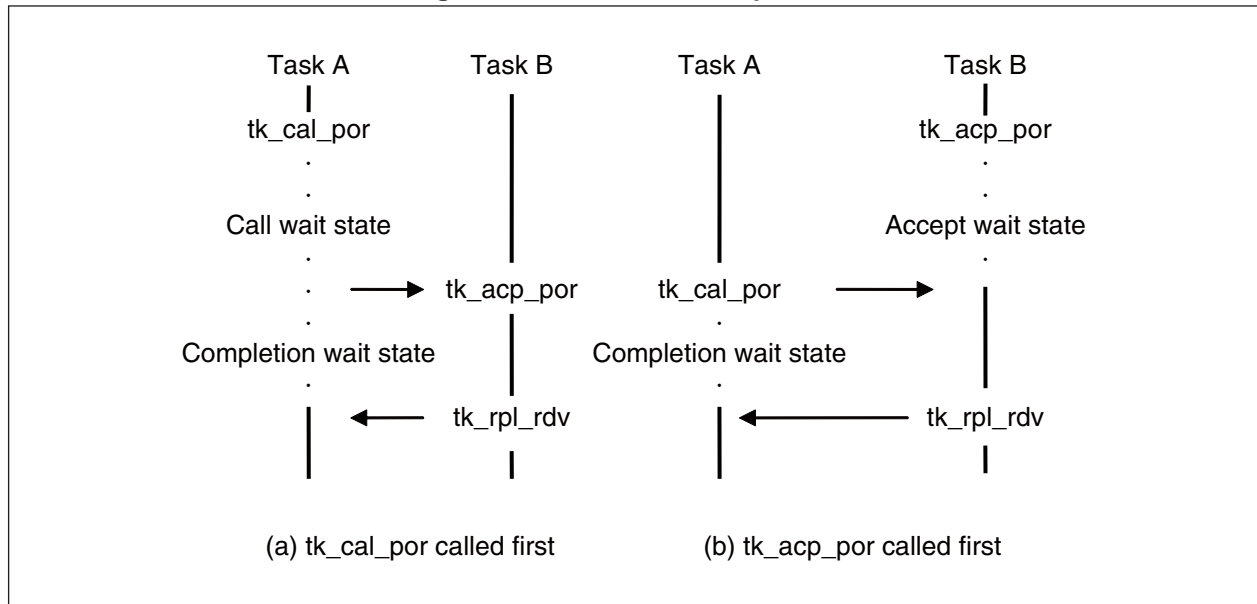 Task A Task B Task A Task B
tk_cal_por tk_acp_por
Call wait state Accept wait state
tk_acp_por tk_cal_por
Completion wait state Completion wait state
tk_rpl_rdv tk_rpl_rdv
(a) tk_cal_por called first (b) tk_acp_por called first